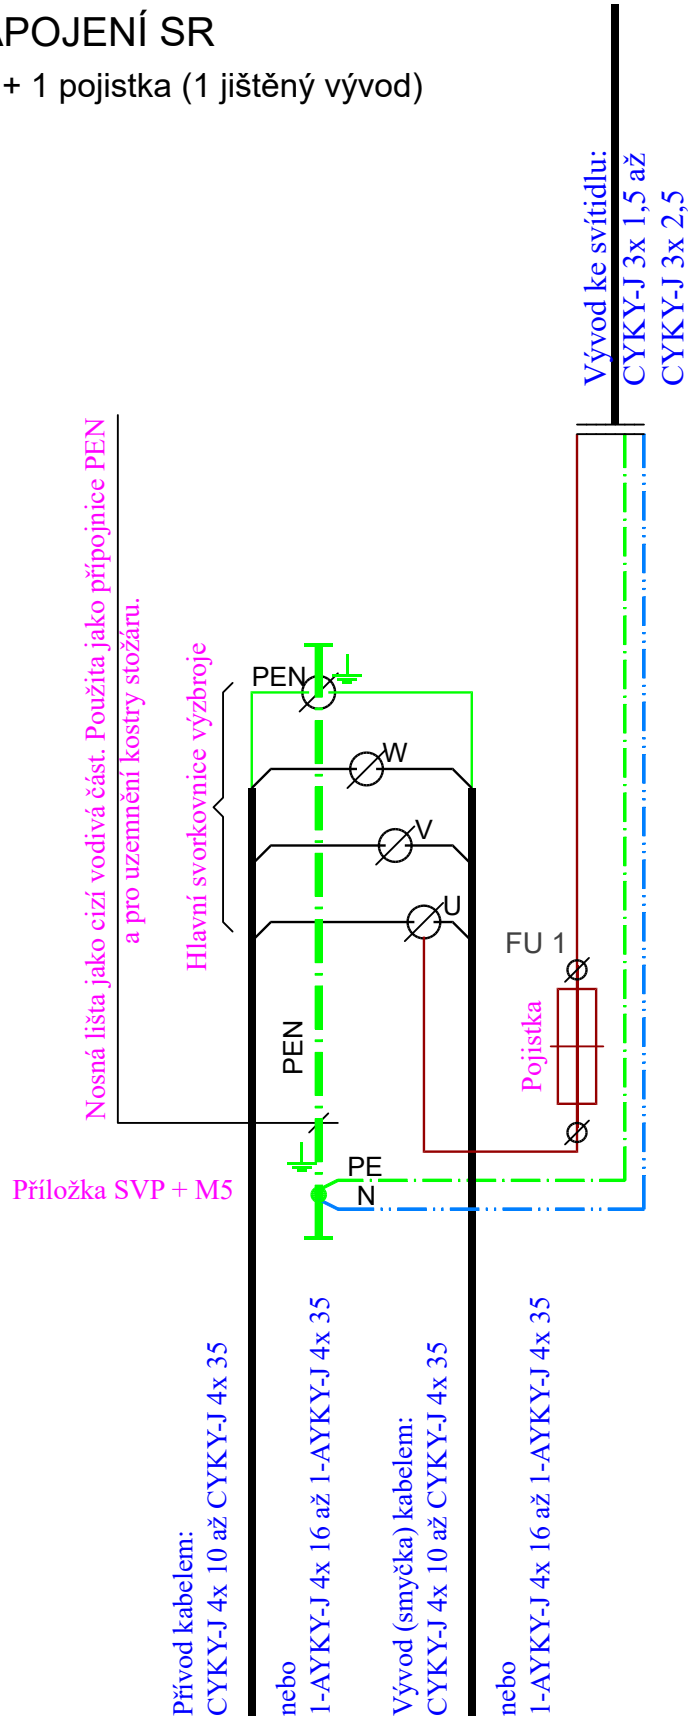 APOJENÍ SR
+ 1 pojistka (1 jištěný vývod)
Vývod ke svítidlu:
CYKY-J 3x 1,5 až
CYKY-J 3x 2,5
Nosná lišta jako cizí vodivá část. Použita jako přípojnice PEN
a pro uzemnění kostry stožáru.
Hlavní svorkovnice výzbroje
PEN
W
V
U
FU 1
Pojistka
PEN
PE
N
Příložka SVP + M5
Přívod kabelem:
CYKY-J 4x 10 až CYKY-J 4x 35
nebo
1-AYKY-J 4x 16 až 1-AYKY-J 4x 35
Vývod (smyčka) kabelem:
CYKY-J 4x 10 až CYKY-J 4x 35
nebo
1-AYKY-J 4x 16 až 1-AYKY-J 4x 35